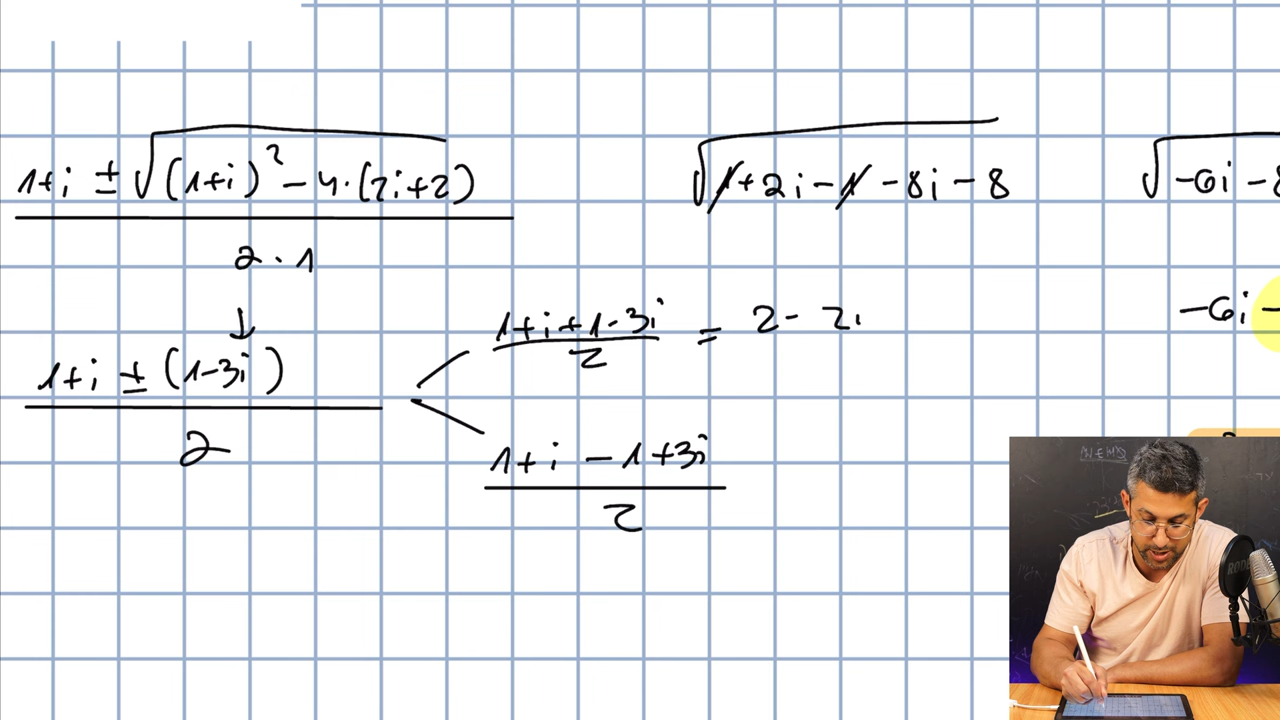 1+i ± √(1+i)² − 4·(2i+2)
2 · 1
√1+2i−1−8i−8
√-6i-8
↓
1+i ± (1−3i)
2
1+i+1-3i
2
= 2- 2i
1+i − 1+3i
2
-6i -